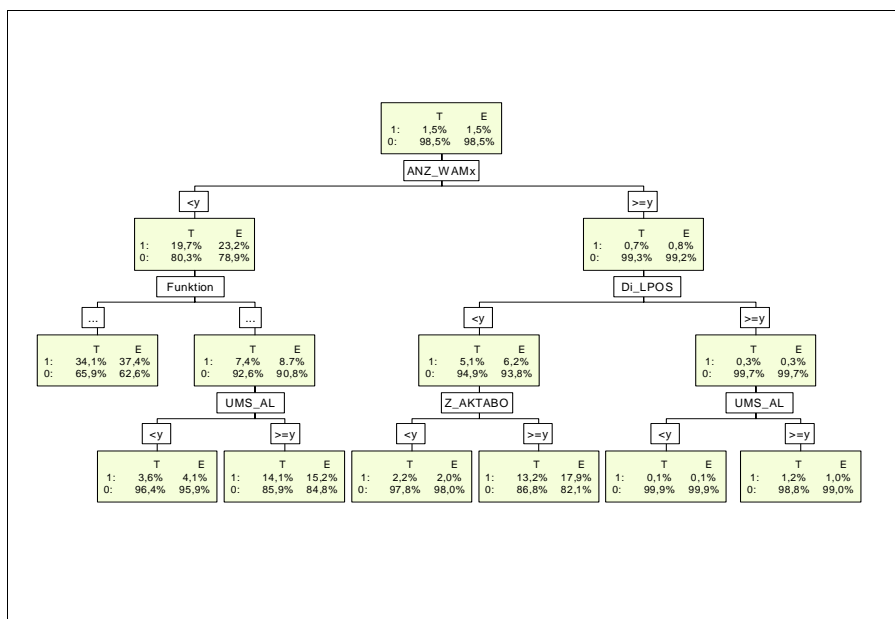 T E
1: 1,5% 1,5%
0: 98,5% 98,5%
ANZ_WAMx
<y >=y
T E
1: 19,7% 23,2%
0: 80,3% 78,9%
T E
1: 0,7% 0,8%
0: 99,3% 99,2%
Funktion
Di_LPOS
... ...
<y >=y
T E
1: 34,1% 37,4%
0: 65,9% 62,6%
T E
1: 7,4% 8.7%
0: 92,6% 90,8%
T E
1: 5,1% 6,2%
0: 94,9% 93,8%
T E
1: 0,3% 0,3%
0: 99,7% 99,7%
UMS_AL
Z_AKTABO
UMS_AL
<y >=y
<y >=y
<y >=y
T E
1: 3,6% 4,1%
0: 96,4% 95,9%
T E
1: 14,1% 15,2%
0: 85,9% 84,8%
T E
1: 2,2% 2,0%
0: 97,8% 98,0%
T E
1: 13,2% 17,9%
0: 86,8% 82,1%
T E
1: 0,1% 0,1%
0: 99,9% 99,9%
T E
1: 1,2% 1,0%
0: 98,8% 99,0%